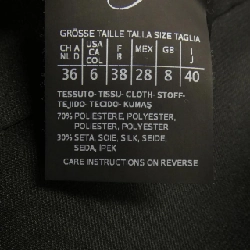 GRÖSSE TAILLE TALLA SIZE TAGLIA
CH A NL D USA CA COL F B MEX GB I J
36 6 38 28 8 40
TESSUTO-TISSU- CLOTH- STOFF-
TEJIDO- TECIDO- KUMAŞ
70% POLIESTERE, POLYESTER,
POLYESTER, POLYESTER
30% SETA, SOIE, SILK, SEIDE
SEDA, IPEK
CARE INSTRUCTIONS ON REVERSE